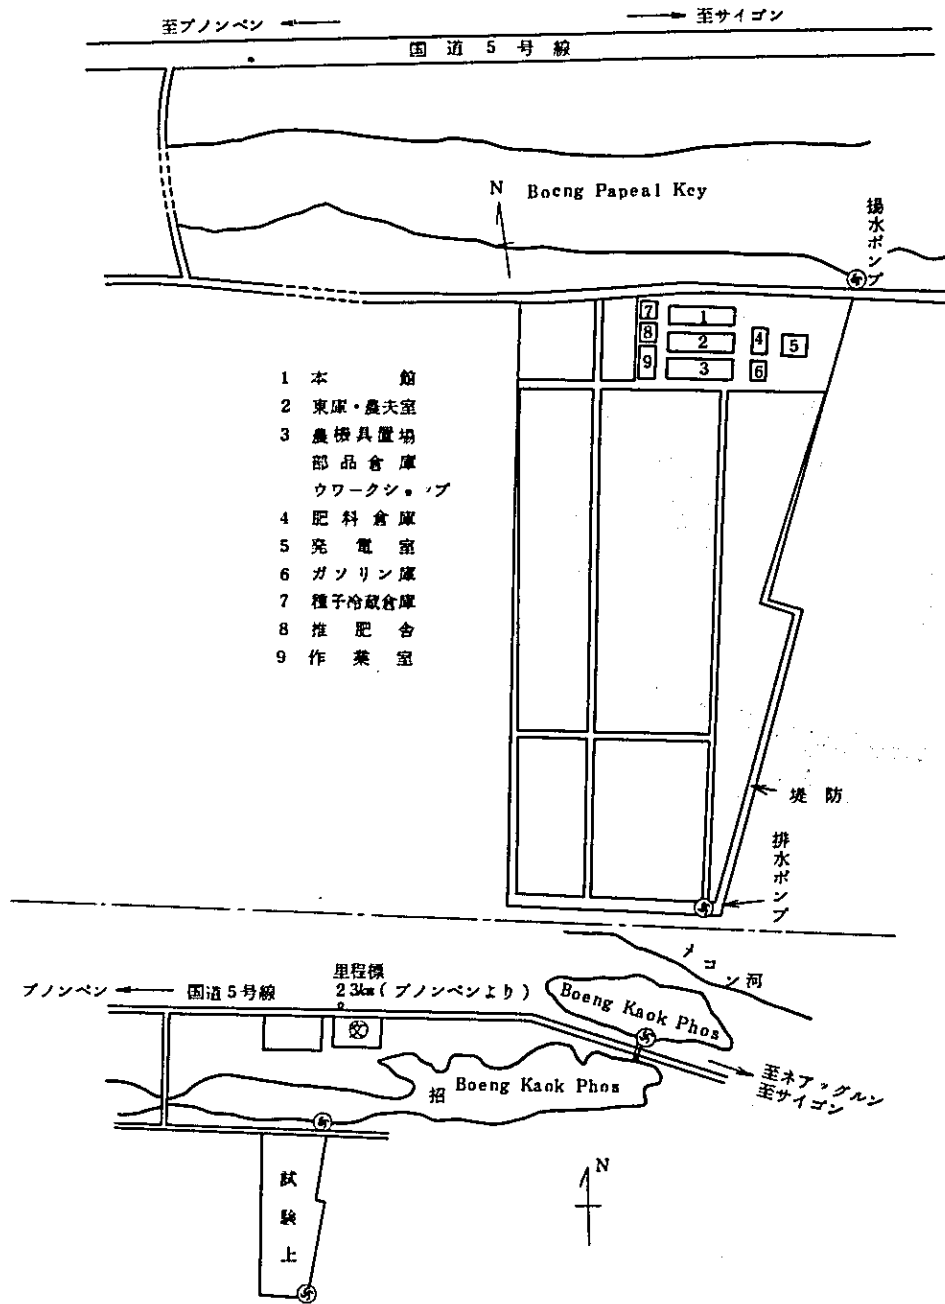 至プノンペン ←
→ 至サイゴン
国道5号線
N
Boeng Papeal Key
揚水ポンプ
7
1
8
2
4
5
9
3
6
1 本館
2 東庫・農夫室
3 農機具置場
部品倉庫
ウワークショップ
4 肥料倉庫
5 発電室
6 ガソリン庫
7 種子冷蔵倉庫
8 推肥舎
9 作業室
堤防
排水ポンプ
メコン河
里程標
23km(プノンペンより)
プノンペン ← 国道5号線
Boeng Kaok Phos
文
招 Boeng Kaok Phos
至ネアックルン
至サイゴン
試験上
N